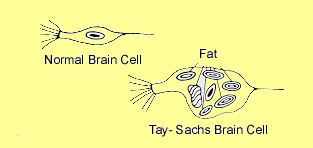 Normal Brain Cell
Fat
Tay- Sachs Brain Cell